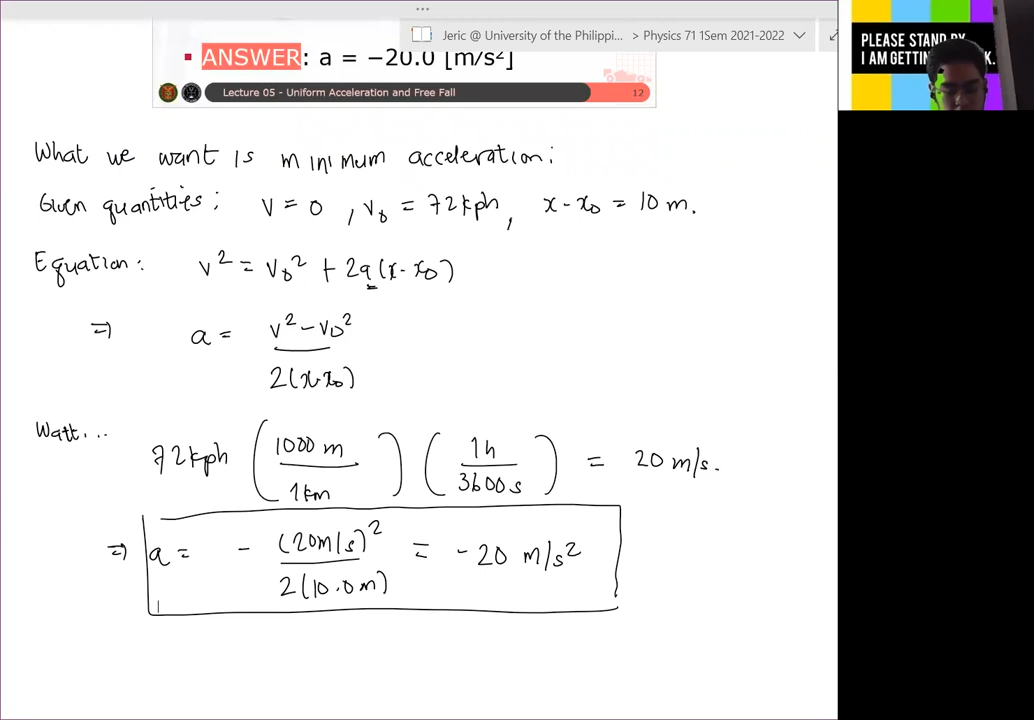 ...
Jeric @ University of the Philippi... > Physics 71 1Sem 2021-2022
▪ ANSWER: a = −20.0 [m/s²]
Lecture 05 - Uniform Acceleration and Free Fall 12
PLEASE STAND BY
I AM GETTIN K.
What we want is minimum acceleration:
Given quantities: v = 0, v₀ = 72kph, x-x₀ = 10 m.
Equation: v² = v₀² + 2a(x-x₀)
⇒ a = v² - v₀²
2(x-x₀)
Watt...
72kph (1000 m / 1km) (1h / 3600s) = 20 m/s.
⇒ a = - (20m/s)² / 2(10.0m) = -20 m/s²